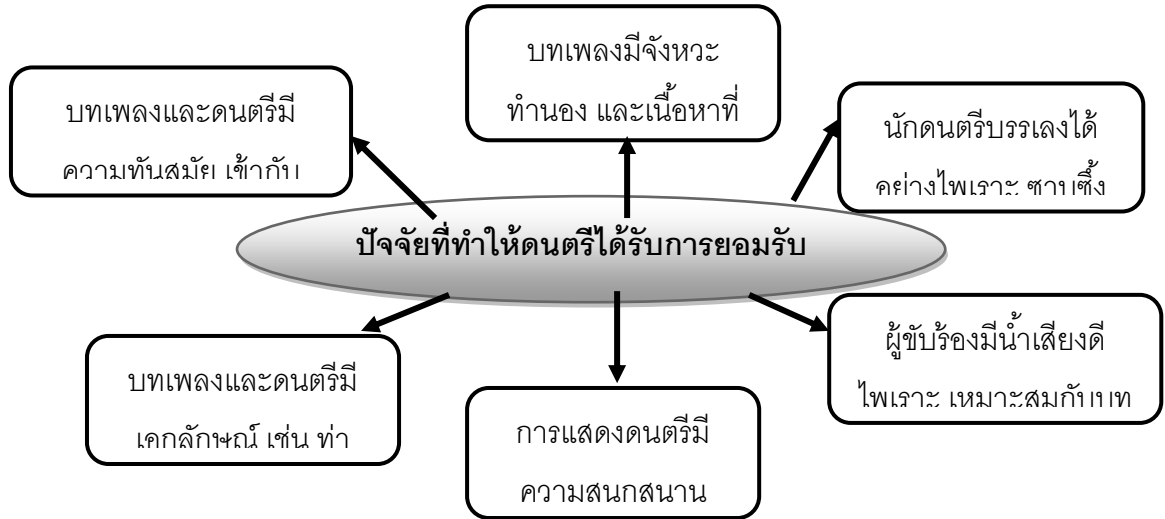 บทเพลงมีจังหวะ
ทำนอง และเนื้อหาที่
บทเพลงและดนตรีมี
ความทันสมัย เข้ากับ
นักดนตรีบรรเลงได้
อย่างไพเราะ ซาบซึ้ง
ปัจจัยที่ทำให้ดนตรีได้รับการยอมรับ
ผู้ขับร้องมีน้ำเสียงดี
ไพเราะ เหมาะสมกับบท
บทเพลงและดนตรีมี
เอกลักษณ์ เช่น ท่า
การแสดงดนตรีมี
ความสนุกสนาน